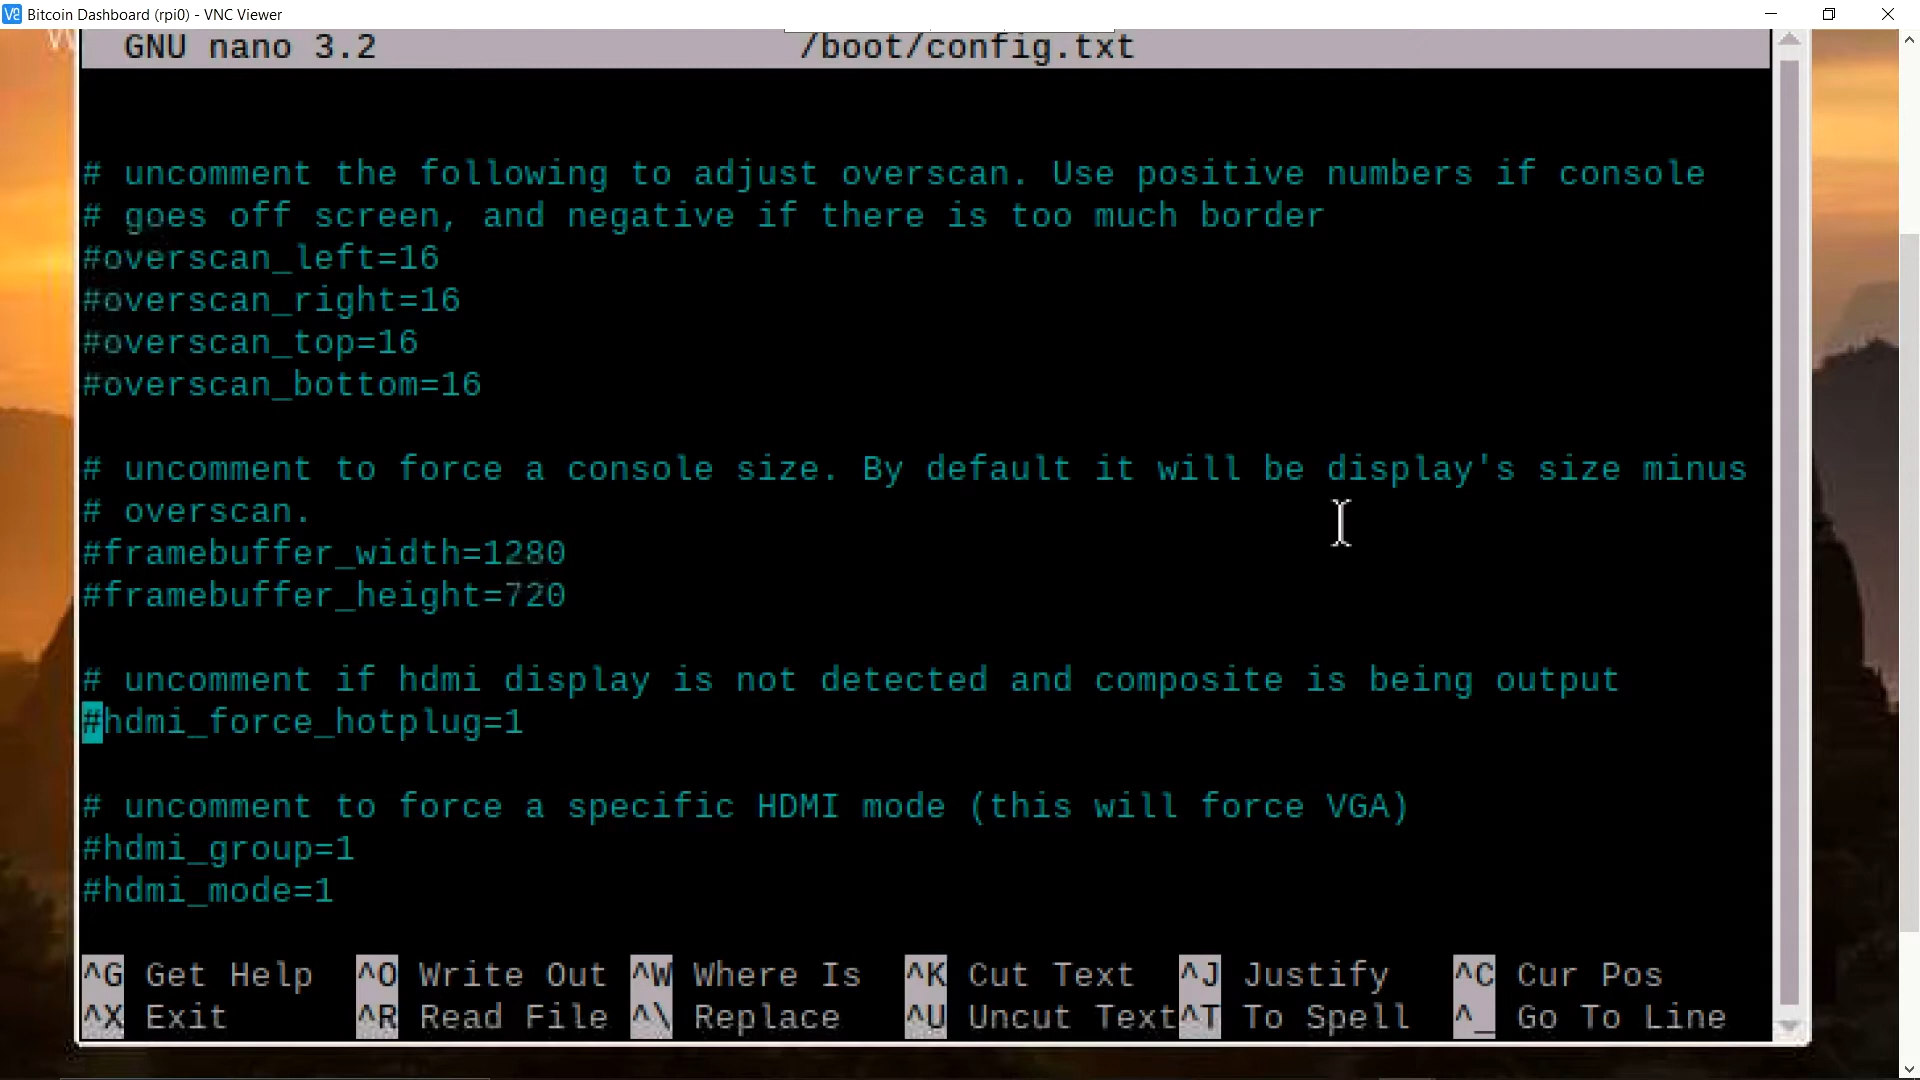 Bitcoin Dashboard (rpi0) - VNC Viewer
GNU nano 3.2 /boot/config.txt
# uncomment the following to adjust overscan. Use positive numbers if console
# goes off screen, and negative if there is too much border
#overscan_left=16
#overscan_right=16
#overscan_top=16
#overscan_bottom=16
# uncomment to force a console size. By default it will be display's size minus
# overscan.
#framebuffer_width=1280
#framebuffer_height=720
# uncomment if hdmi display is not detected and composite is being output
#hdmi_force_hotplug=1
# uncomment to force a specific HDMI mode (this will force VGA)
#hdmi_group=1
#hdmi_mode=1
^G Get Help ^O Write Out ^W Where Is ^K Cut Text ^J Justify ^C Cur Pos
^X Exit ^R Read File ^\ Replace ^U Uncut Text ^T To Spell ^_ Go To Line